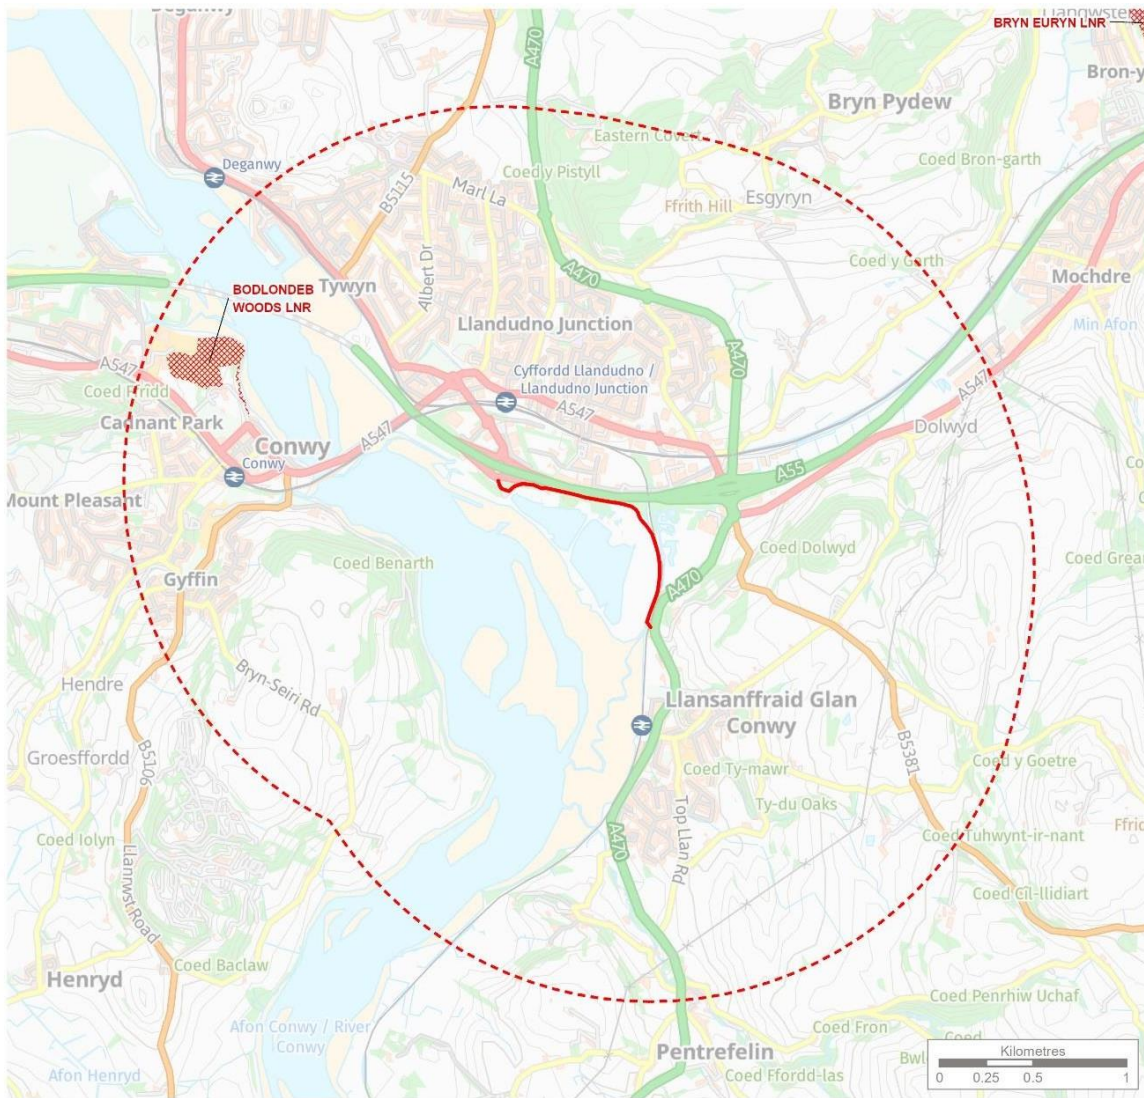 Deganwy
A470
Llandwst
BRYN EURYN LNR
Bron-y
Bryn Pydew
Eastern Covert
Deganwy
B5115
Coed y Pistyll
Coed Bron-garth
Marl La
Ffrith Hill
Esgyryn
A470
Coed y Garth
Mochdre
BODLONDEB
WOODS LNR
Tywyn
Albert Dr
Llandudno Junction
Min Afon
A547
Coed Ffridd
Cyffordd Llandudno /
Llandudno Junction
A470
A547
A547
Cadnant Park
Conwy
A547
Dolwyd
Conwy
A55
Mount Pleasant
Coed Benarth
Coed Dolwyd
Coed Grea
Gyffin
A470
Bryn-Seiri Rd
Hendre
Llansanffraid Glan
Conwy
B5381
Groesffordd
B5106
Coed Ty-mawr
Coed y Goetre
Ty-du Oaks
Top Llan Rd
Coed Iolyn
A470
Coed Tuhwynt-ir-nant
Ffrid
Llanrwst Road
Coed Cil-llidiart
Coed Baclaw
Henryd
Coed Penrhiw Uchaf
Afon Conwy / River
Conwy
Coed Fron
Coed
Bwl
Pentrefelin
Afon Henryd
Coed Ffordd-las
Kilometres
0 0.25 0.5 1